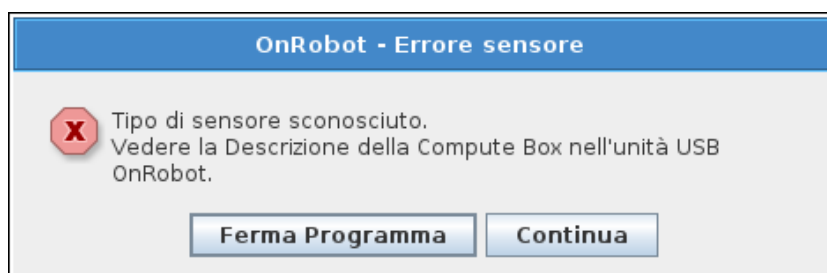 OnRobot - Errore sensore
Tipo di sensore sconosciuto.
Vedere la Descrizione della Compute Box nell'unità USB
OnRobot.
Ferma Programma Continua